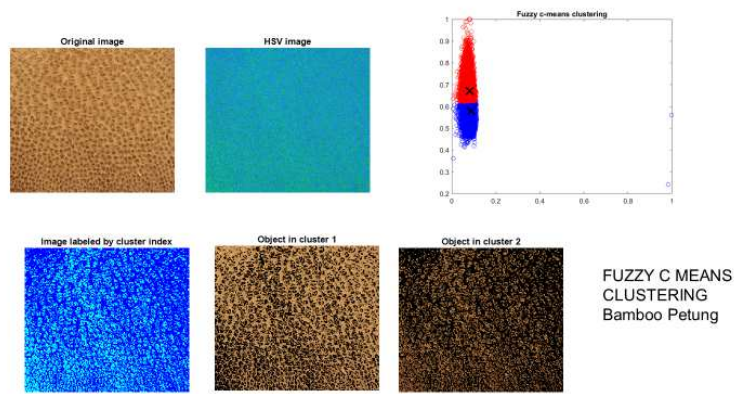 Original image
HSV image
Fuzzy c-means clustering
1
0.9
0.8
0.7
0.6
0.5
0.4
0.3
0.2
0 0.2 0.4 0.6 0.8 1
Image labeled by cluster index
Object in cluster 1
Object in cluster 2
FUZZY C MEANS
CLUSTERING
Bamboo Petung